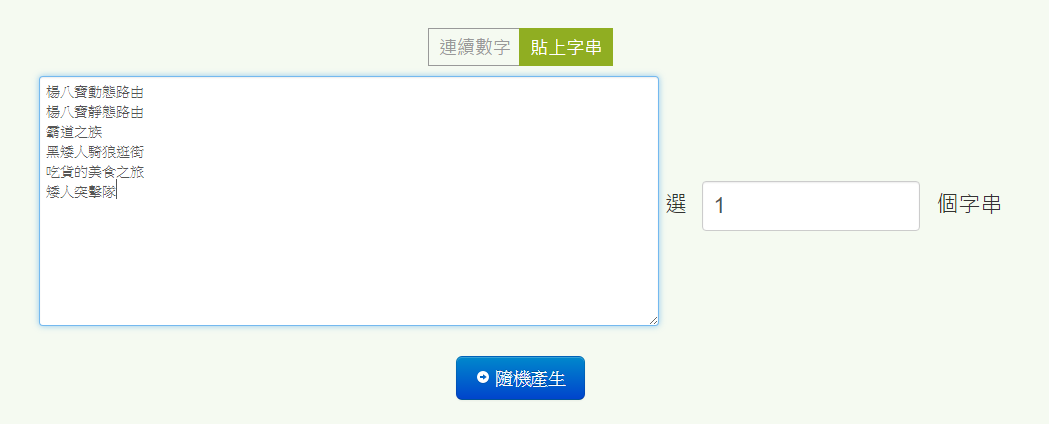 連續數字 貼上字串
楊八寶動態路由
楊八寶靜態路由
霸道之族
黑矮人騎狼逛街
吃貨的美食之旅
矮人突擊隊
選 1 個字串
隨機產生